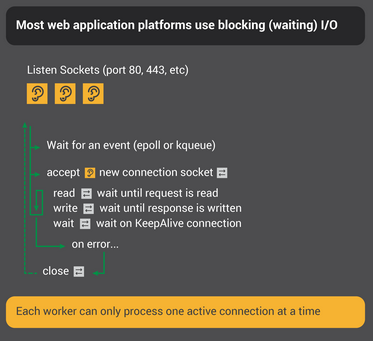 Most web application platforms use blocking (waiting) I/O
Listen Sockets (port 80, 443, etc)
Wait for an event (epoll or kqueue)
accept new connection socket
read wait until request is read
write wait until response is written
wait wait on KeepAlive connection
on error...
close
Each worker can only process one active connection at a time